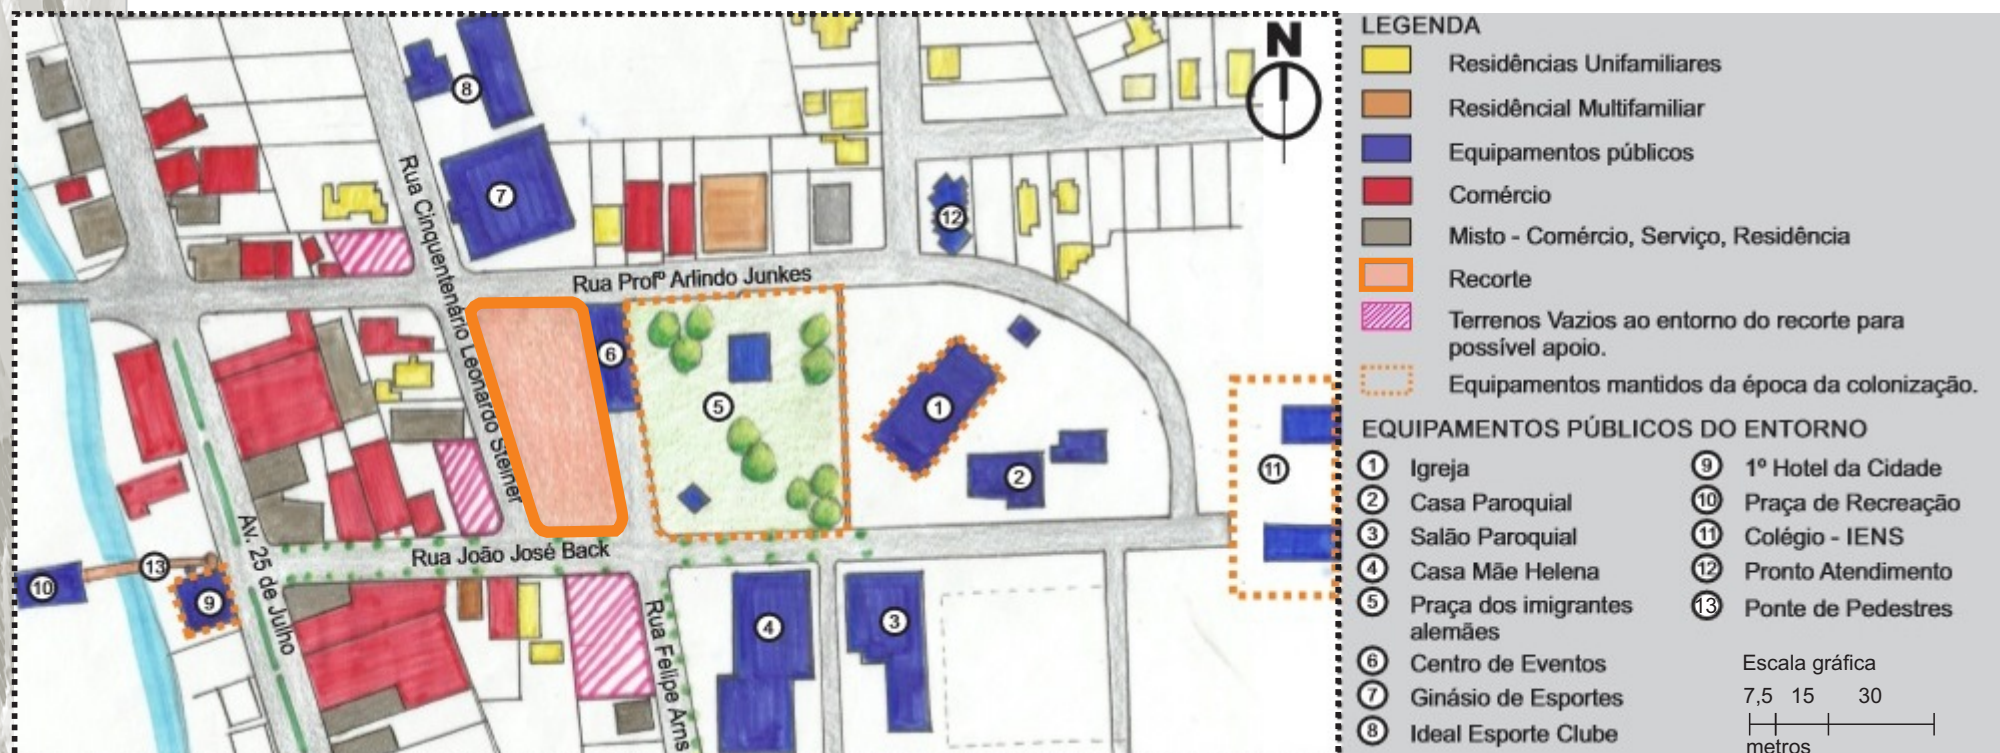 N
8
Rua Cinquentenário Leonardo Steiner
7
12
Rua Profº Arlindo Junkes
6
5
1
2
11
Rua João José Back
13
10
9
Av. 25 de Julho
Rua Felipe Arns
4
3
LEGENDA
Residências Unifamiliares
Residêncial Multifamiliar
Equipamentos públicos
Comércio
Misto - Comércio, Serviço, Residência
Recorte
Terrenos Vazios ao entorno do recorte para
possível apoio.
Equipamentos mantidos da época da colonização.
EQUIPAMENTOS PÚBLICOS DO ENTORNO
1 Igreja
2 Casa Paroquial
3 Salão Paroquial
4 Casa Mãe Helena
5 Praça dos imigrantes
alemães
6 Centro de Eventos
7 Ginásio de Esportes
8 Ideal Esporte Clube
9 1º Hotel da Cidade
10 Praça de Recreação
11 Colégio - IENS
12 Pronto Atendimento
13 Ponte de Pedestres
Escala gráfica
7,5 15 30
metros